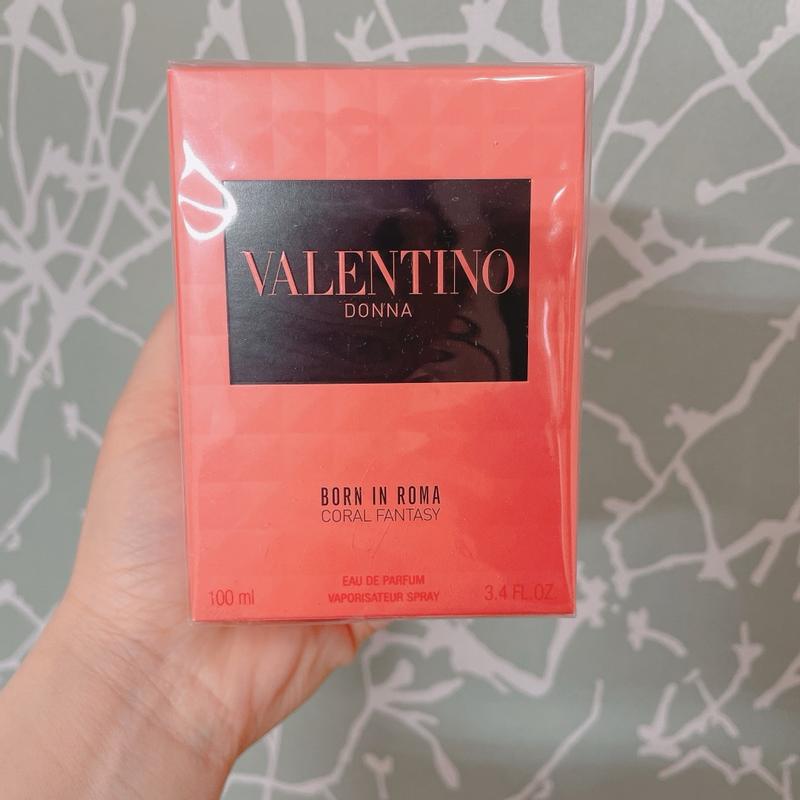 VALENTINO
DONNA
BORN IN ROMA
CORAL FANTASY
EAU DE PARFUM
100 ml VAPORISATEUR SPRAY 3.4 FL.OZ.